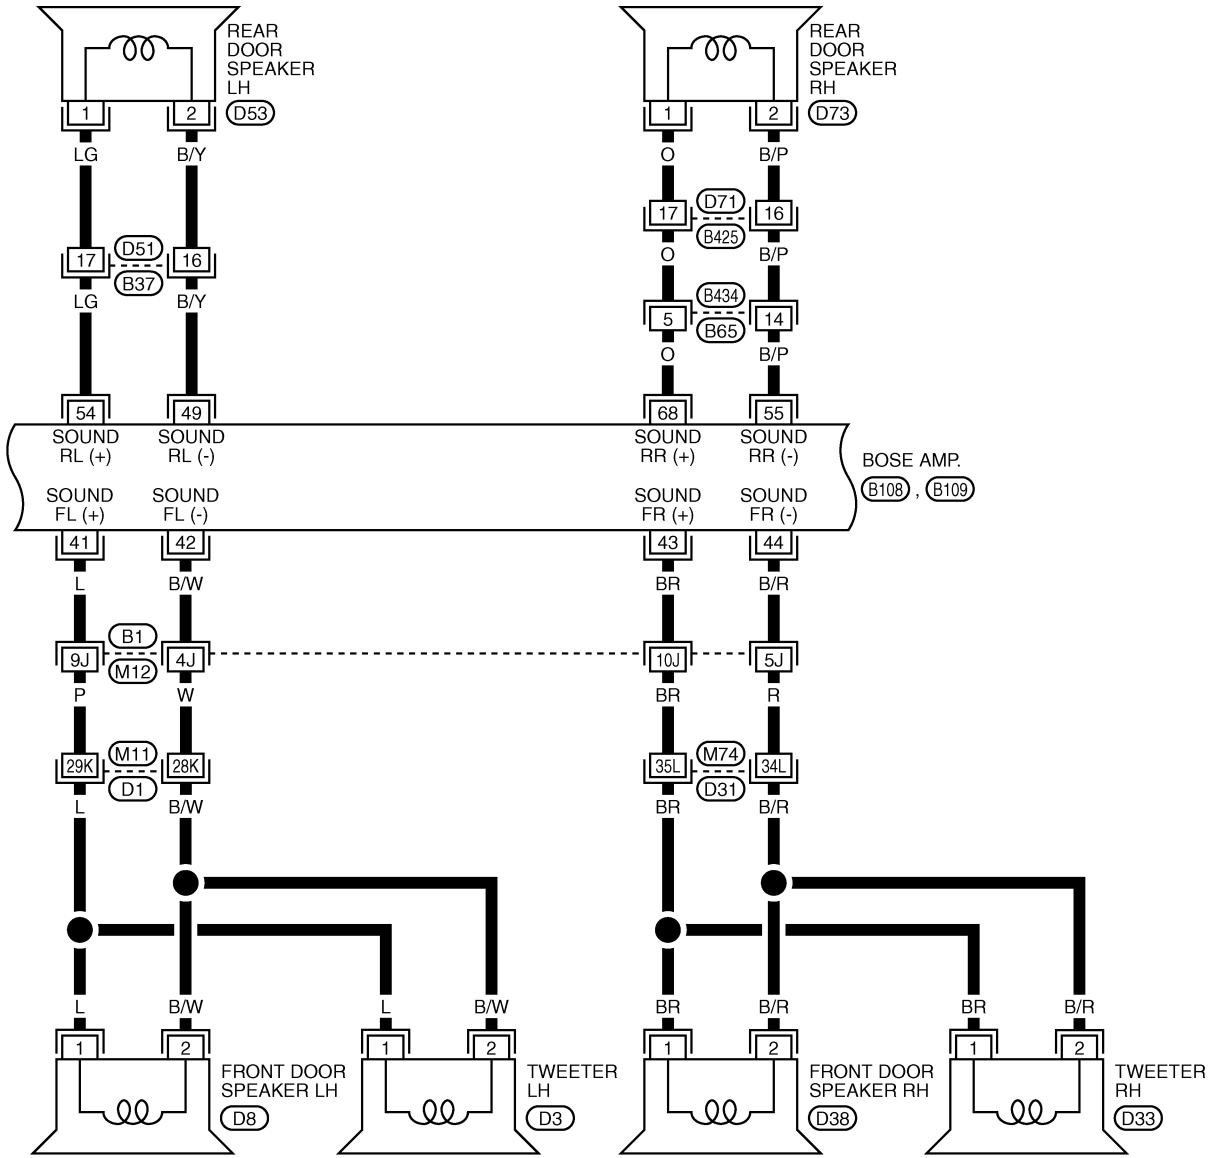 REAR
DOOR
SPEAKER
LH
D53
REAR
DOOR
SPEAKER
RH
D73
1 2 1 2
LG B/Y O B/P
17 D71 16
B425
17 D51 16
B37
O B/P
LG B/Y
5 B434 14
B65
O B/P
54 49 68 55
SOUND
RL (+)
SOUND
RL (-)
SOUND
RR (+)
SOUND
RR (-)
BOSE AMP.
B108 , B109
SOUND
FL (+)
SOUND
FL (-)
SOUND
FR (+)
SOUND
FR (-)
41 42 43 44
L B/W BR B/R
B1
9J 4J 10J 5J
M12
P W BR R
M11 M74
29K 28K 35L 34L
D1 D31
L B/W BR B/R
L B/W L B/W BR B/R BR B/R
1 2 1 2 1 2 1 2
FRONT DOOR
SPEAKER LH
D8
TWEETER
LH
D3
FRONT DOOR
SPEAKER RH
D38
TWEETER
RH
D33